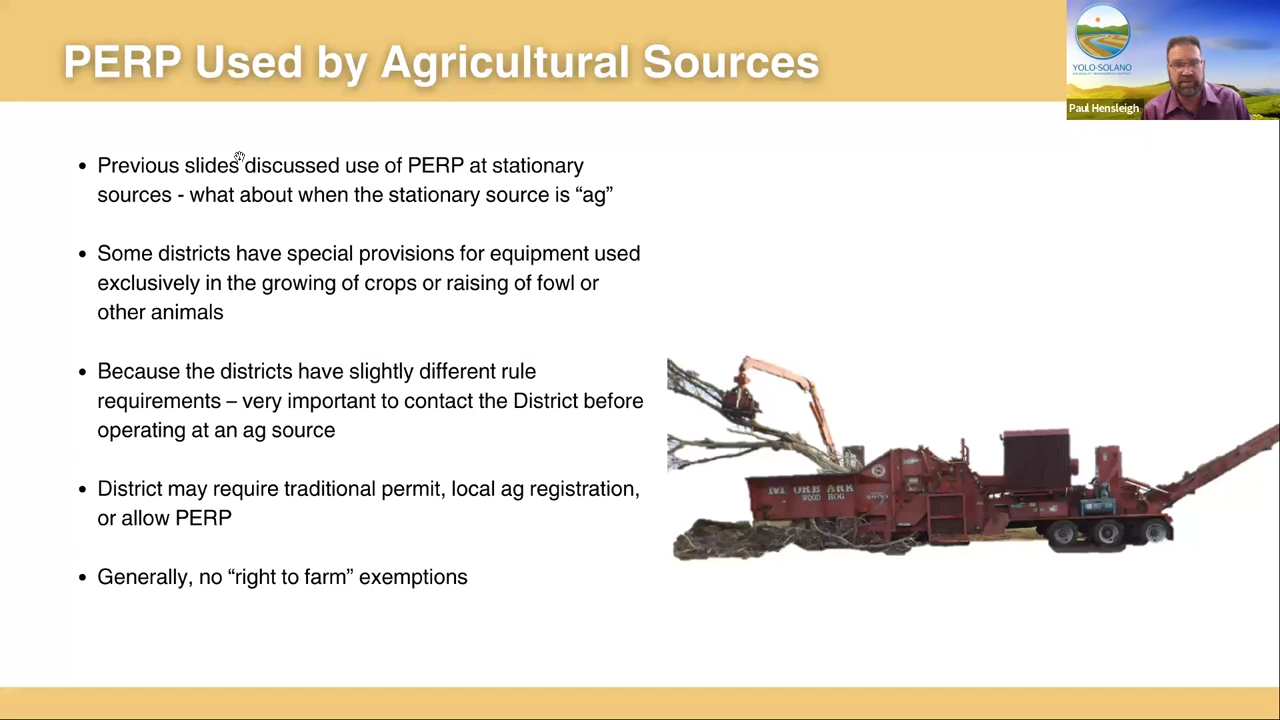 PERP Used by Agricultural Sources
YOLO-SOLANO
Paul Hensleigh
• Previous slides discussed use of PERP at stationary
sources - what about when the stationary source is “ag”
• Some districts have special provisions for equipment used
exclusively in the growing of crops or raising of fowl or
other animals
• Because the districts have slightly different rule
requirements – very important to contact the District before
operating at an ag source
• District may require traditional permit, local ag registration,
or allow PERP
• Generally, no “right to farm” exemptions
MORBARK
WOOD HOG